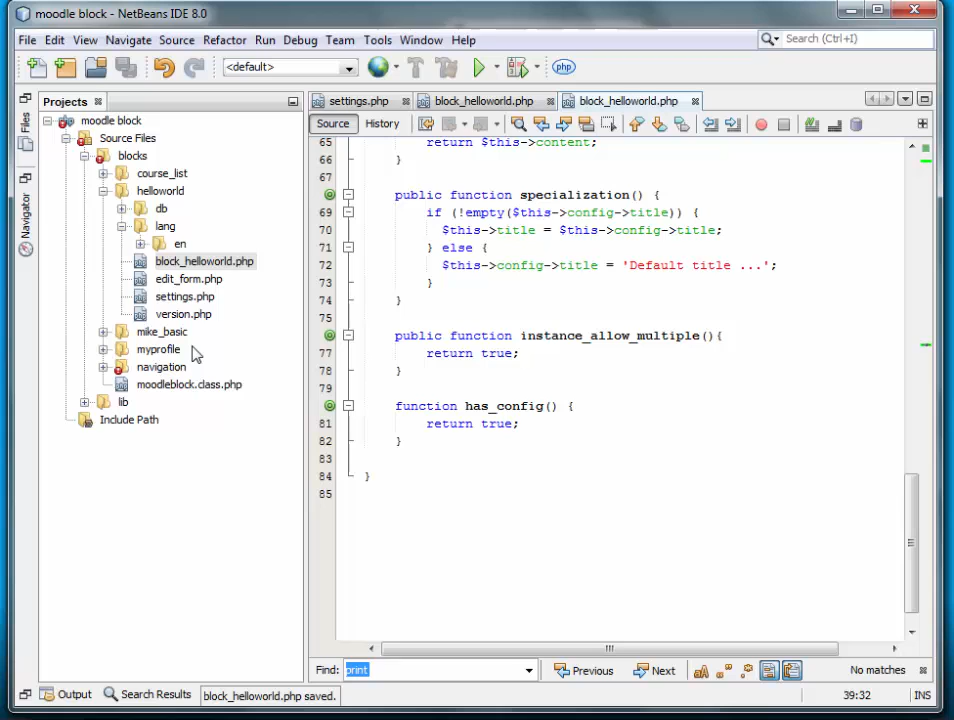 moodle block - NetBeans IDE 8.0
File Edit View Navigate Source Refactor Run Debug Team Tools Window Help
Search (Ctrl+I)
<default>
php
Projects
settings.php
block_helloworld.php
block_helloworld.php
Files
Navigator
Source History
moodle block
Source Files
blocks
course_list
helloworld
db
lang
en
block_helloworld.php
edit_form.php
settings.php
version.php
mike_basic
myprofile
navigation
moodleblock.class.php
lib
Include Path
65 return $this->content;
66 }
67
public function specialization() {
69 if (!empty($this->config->title)) {
70 $this->title = $this->config->title;
71 } else {
72 $this->config->title = 'Default title ...';
73 }
74 }
75
public function instance_allow_multiple(){
77 return true;
78 }
79
function has_config() {
81 return true;
82 }
83
84 }
85
Find: print Previous Next No matches
Output Search Results block_helloworld.php saved. 39:32 INS